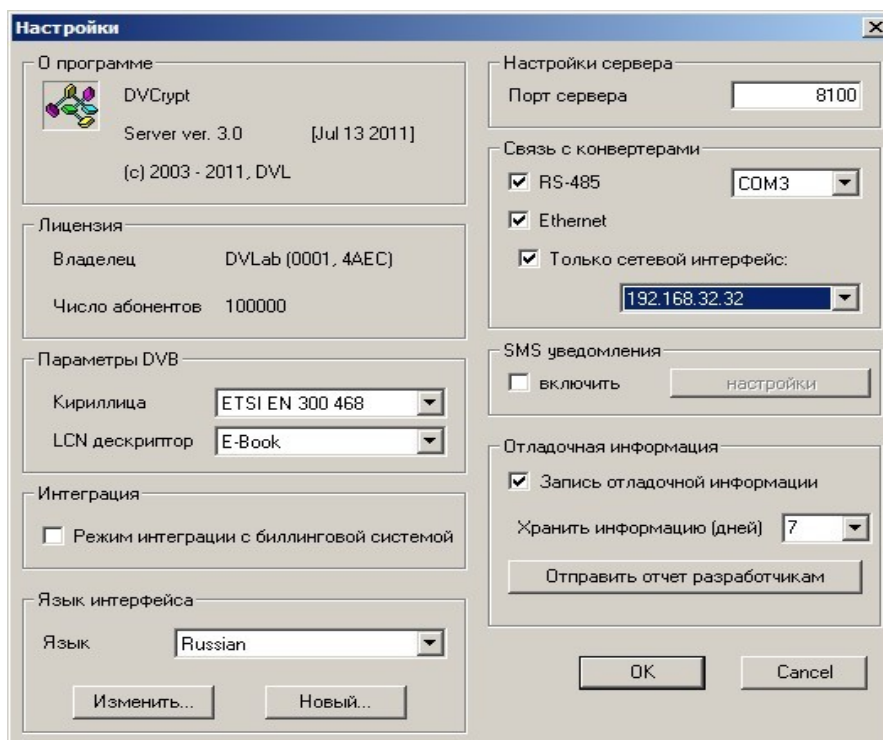 Настройки
О программе
DVCrypt
Server ver. 3.0 [Jul 13 2011]
(c) 2003 - 2011, DVL
Лицензия
Владелец DVLab (0001, 4AEC)
Число абонентов 100000
Параметры DVB
Кириллица ETSI EN 300 468
LCN дескриптор E-Book
Интеграция
Режим интеграции с биллинговой системой
Язык интерфейса
Язык Russian
Изменить... Новый...
Настройки сервера
Порт сервера 8100
Связь с конвертерами
RS-485 COM3
Ethernet
Только сетевой интерфейс:
192.168.32.32
SMS уведомления
включить настройки
Отладочная информация
Запись отладочной информации
Хранить информацию (дней) 7
Отправить отчет разработчикам
OK Cancel